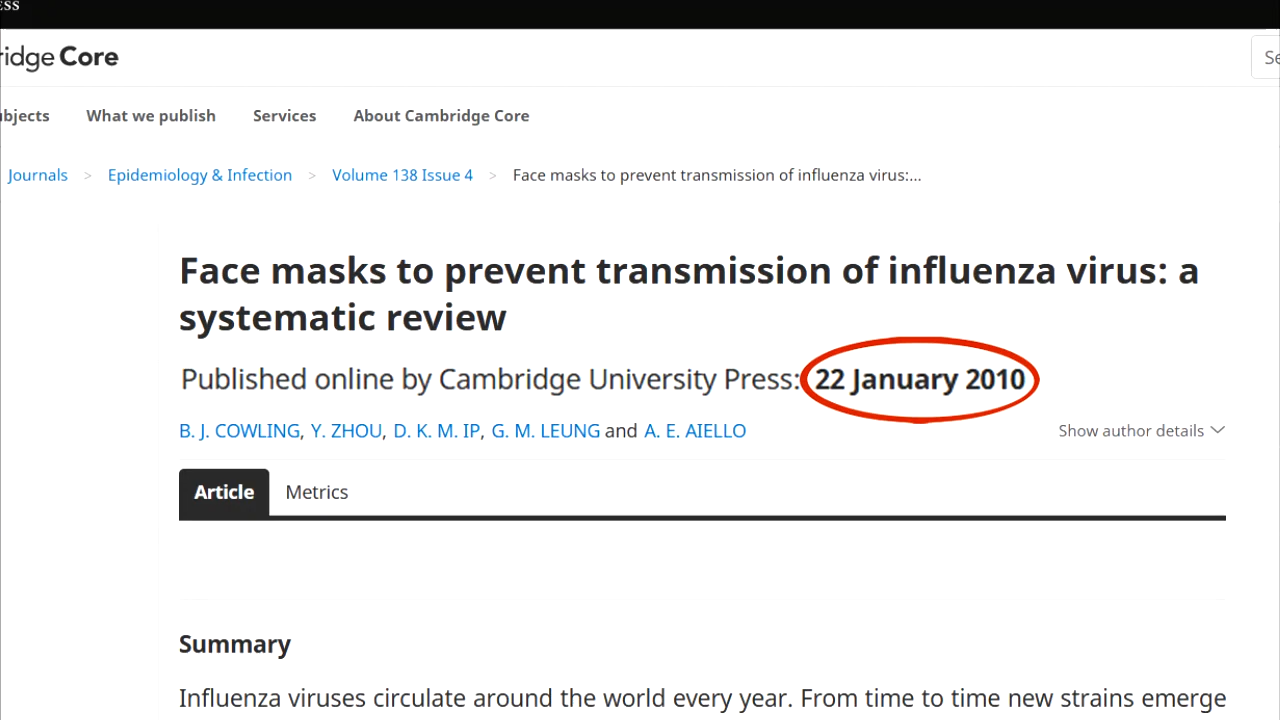 ESS
ridge Core
Se
ubjects What we publish Services About Cambridge Core
Journals > Epidemiology & Infection > Volume 138 Issue 4 > Face masks to prevent transmission of influenza virus:...
Face masks to prevent transmission of influenza virus: a
systematic review
Published online by Cambridge University Press: 22 January 2010
B. J. COWLING, Y. ZHOU, D. K. M. IP, G. M. LEUNG and A. E. AIELLO
Show author details
Article Metrics
Summary
Influenza viruses circulate around the world every year. From time to time new strains emerge